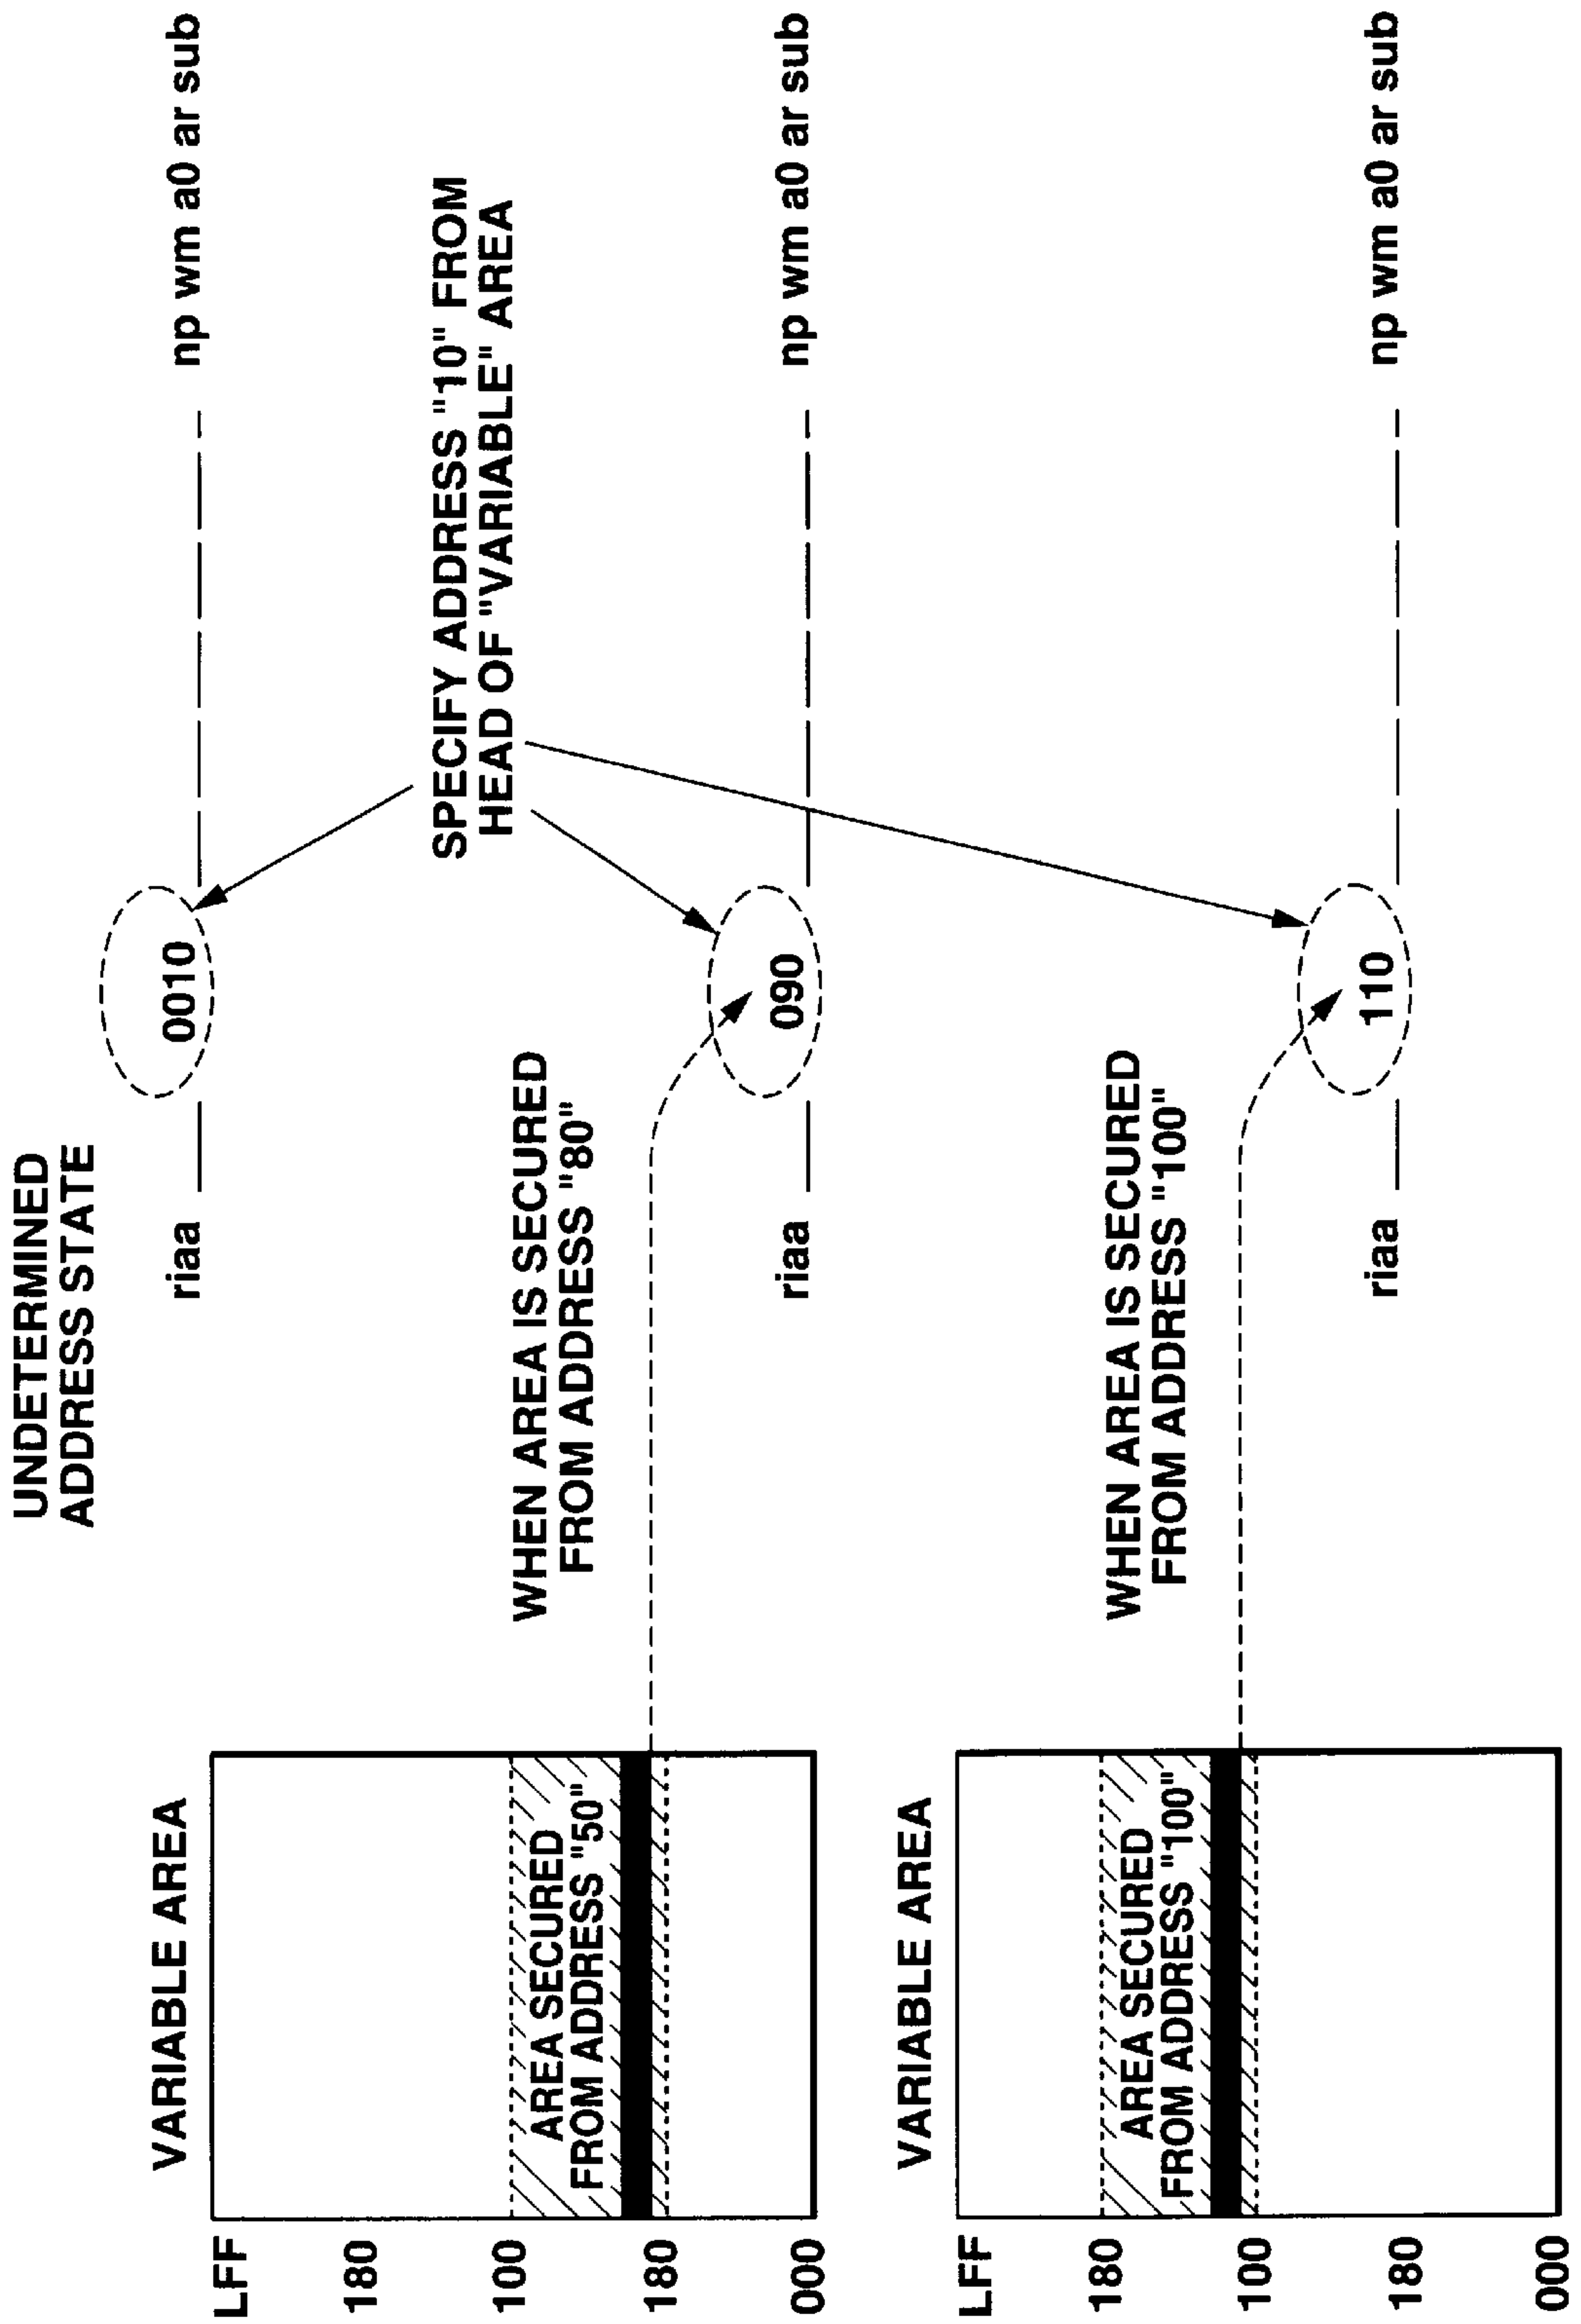 UNDETERMINED
ADDRESS STATE
riaa
0010
np wm a0 ar sub
SPECIFY ADDRESS "10" FROM
HEAD OF "VARIABLE" AREA
VARIABLE AREA
LFF
180
100
180
000
AREA SECURED
FROM ADDRESS "50"
WHEN AREA IS SECURED
FROM ADDRESS "80"
riaa
090
np wm a0 ar sub
VARIABLE AREA
LFF
180
100
180
000
AREA SECURED
FROM ADDRESS "100"
WHEN AREA IS SECURED
FROM ADDRESS "100"
riaa
110
np wm a0 ar sub